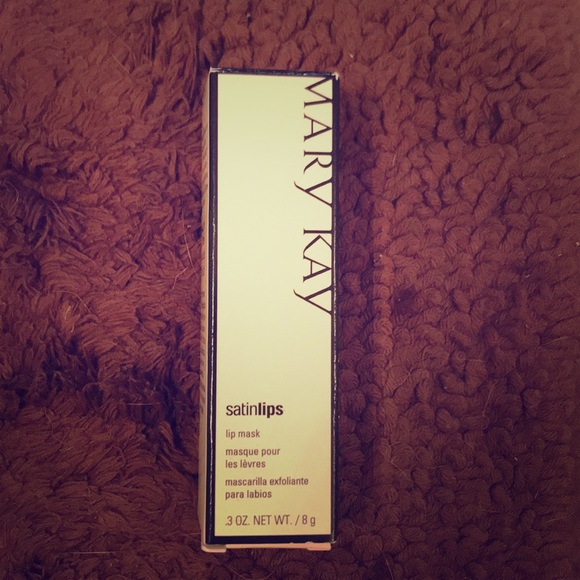 MARY KAY
satinlips
lip mask
masque pour
les lèvres
mascarilla exfoliante
para labios
.3 OZ. NET WT. / 8 g